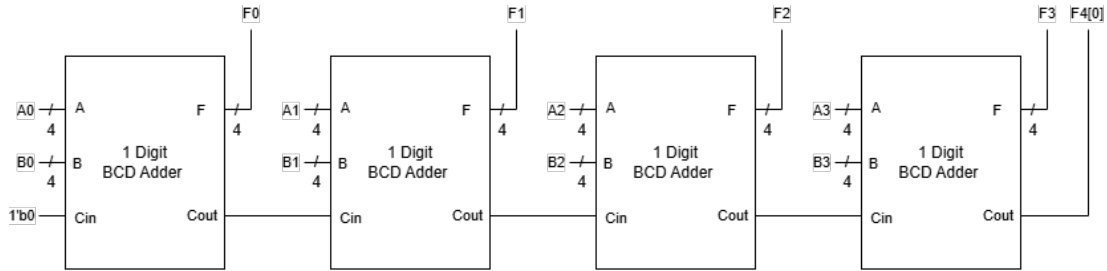 F0 F1 F2 F3 F4[0]
A0 A F A1 A F A2 A F A3 A F
4 4 4 4 4 4 4 4
B0 B 1 Digit B1 B 1 Digit B2 B 1 Digit B3 B 1 Digit
BCD Adder BCD Adder BCD Adder BCD Adder
4 4 4 4
1'b0 Cin Cout Cin Cout Cin Cout Cin Cout